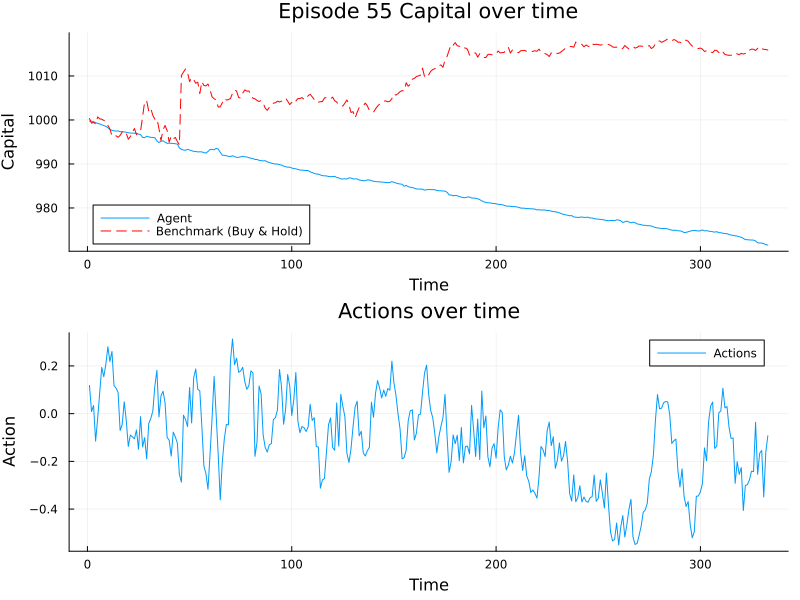 Episode 55 Capital over time
Capital
1010
1000
990
980
Agent
Benchmark (Buy & Hold)
0 100 200 300
Time
Actions over time
Action
0.2
0.0
−0.2
−0.4
Actions
0 100 200 300
Time